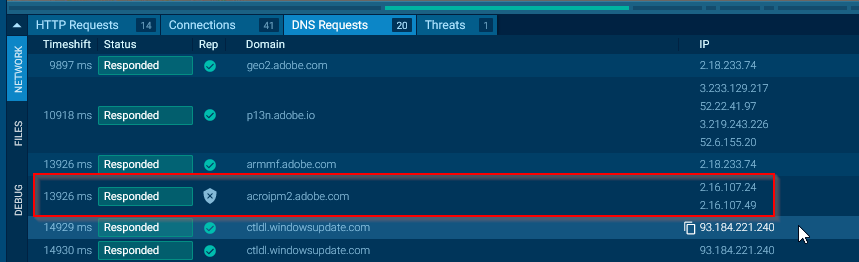 HTTP Requests 14 Connections 41 DNS Requests 20 Threats 1
Timeshift Status Rep Domain IP
9897 ms Responded geo2.adobe.com 2.18.233.74
10918 ms Responded p13n.adobe.io 3.233.129.217
52.22.41.97
3.219.243.226
52.6.155.20
13926 ms Responded armmf.adobe.com 2.18.233.74
13926 ms Responded acroipm2.adobe.com 2.16.107.24
2.16.107.49
14929 ms Responded ctldl.windowsupdate.com 93.184.221.240
14930 ms Responded ctldl.windowsupdate.com 93.184.221.240
NETWORK
FILES
DEBUG